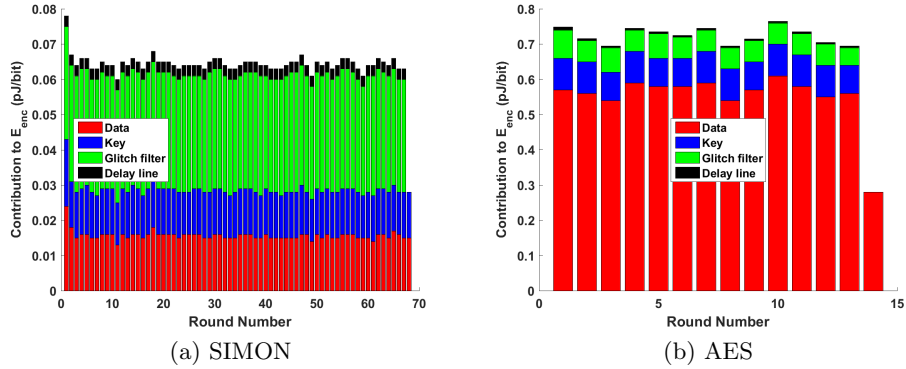 0.08
0.07
0.06
0.05
0.04
0.03
0.02
0.01
0
Contribution to E_enc (pJ/bit)
Data
Key
Glitch filter
Delay line
0 10 20 30 40 50 60 70
Round Number
(a) SIMON
0.8
0.7
0.6
0.5
0.4
0.3
0.2
0.1
0
Contribution to E_enc (pJ/bit)
Data
Key
Glitch filter
Delay line
0 5 10 15
Round Number
(b) AES